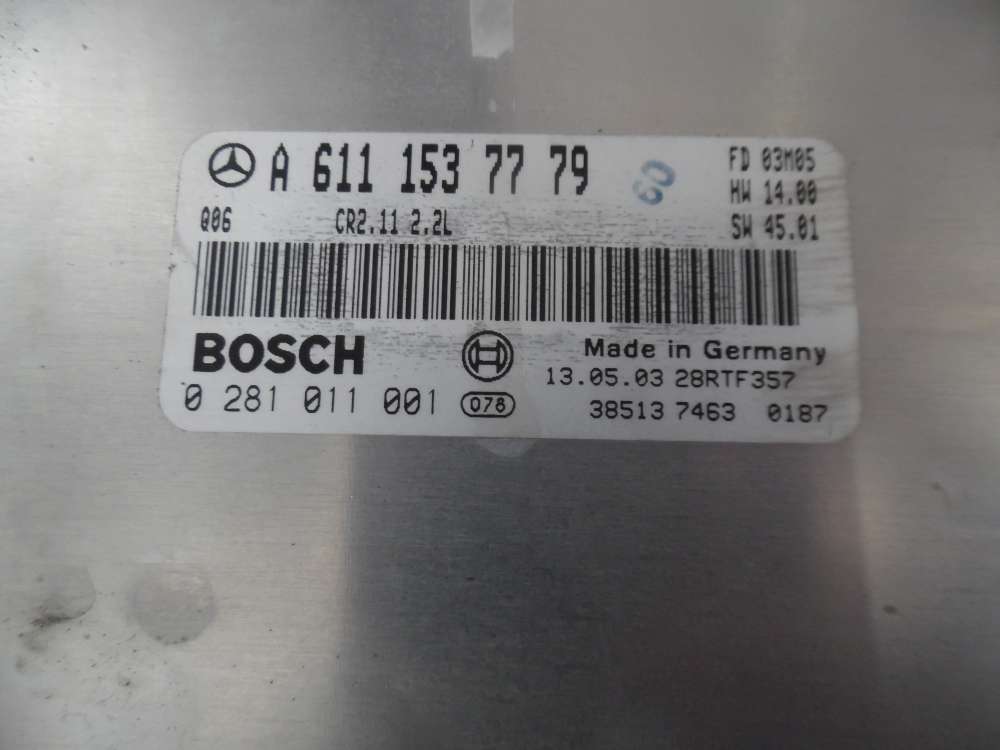 A 611 153 77 79
60
FD 03M05
HW 14.00
Q06 CR2.11 2.2L
SW 45.01
BOSCH
Made in Germany
13.05.03 28RTF357
0 281 011 001 078
38513 7463 0187